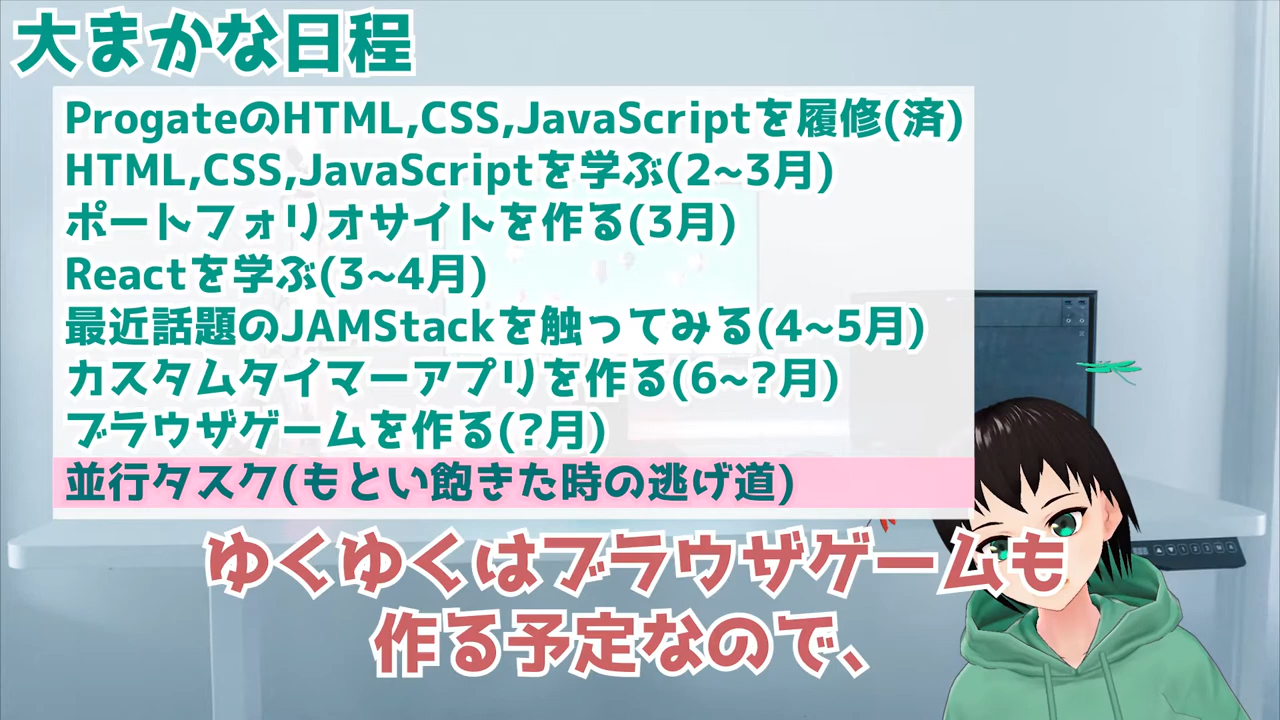 大まかな日程
ProgateのHTML,CSS,JavaScriptを履修(済)
HTML,CSS,JavaScriptを学ぶ(2~3月)
ポートフォリオサイトを作る(3月)
Reactを学ぶ(3~4月)
最近話題のJAMStackを触ってみる(4~5月)
カスタムタイマーアプリを作る(6~?月)
ブラウザゲームを作る(?月)
並行タスク(もとい飽きた時の逃げ道)
ゆくゆくはブラウザゲームも
作る予定なので、